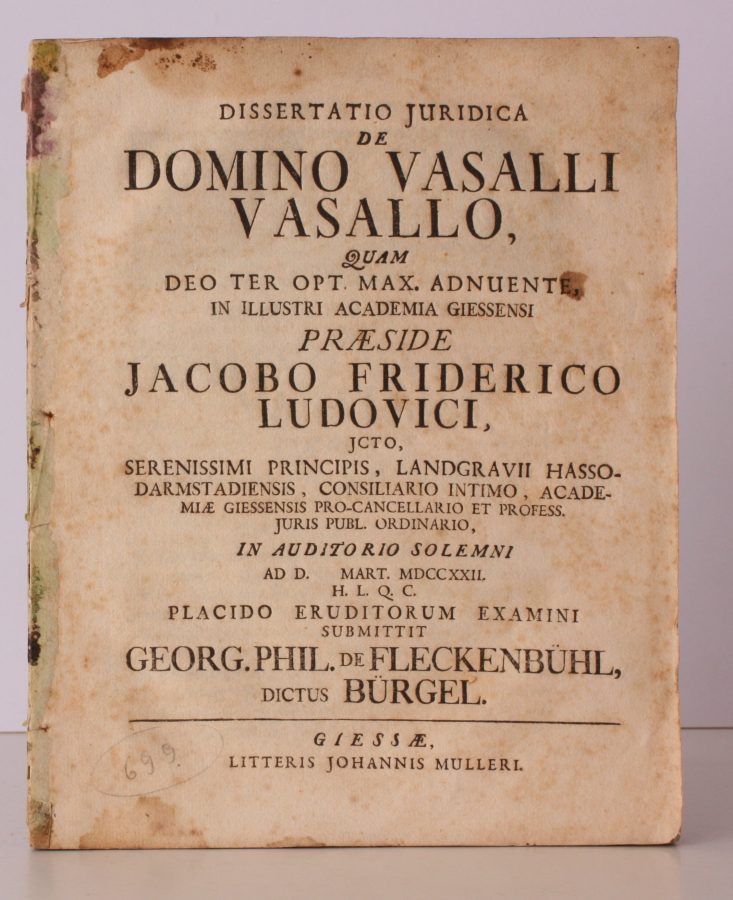 DISSERTATIO JURIDICA
DE
DOMINO VASALLI
VASALLO,
QUAM
DEO TER OPT. MAX. ADNUENTE,
IN ILLUSTRI ACADEMIA GIESSENSI
PRÆSIDE
JACOBO FRIDERICO
LUDOVICI,
JCTO,
SERENISSIMI PRINCIPIS, LANDGRAVII HASSO-
DARMSTADIENSIS, CONSILIARIO INTIMO, ACADE-
MIÆ GIESSENSIS PRO-CANCELLARIO ET PROFESS.
JURIS PUBL. ORDINARIO,
IN AUDITORIO SOLEMNI
AD D. MART. MDCCXXII.
H. L. Q. C.
PLACIDO ERUDITORUM EXAMINI
SUBMITTIT
GEORG. PHIL. DE FLECKENBÜHL,
DICTUS BÜRGEL.
GIESSÆ,
LITTERIS JOHANNIS MULLERI.
699.